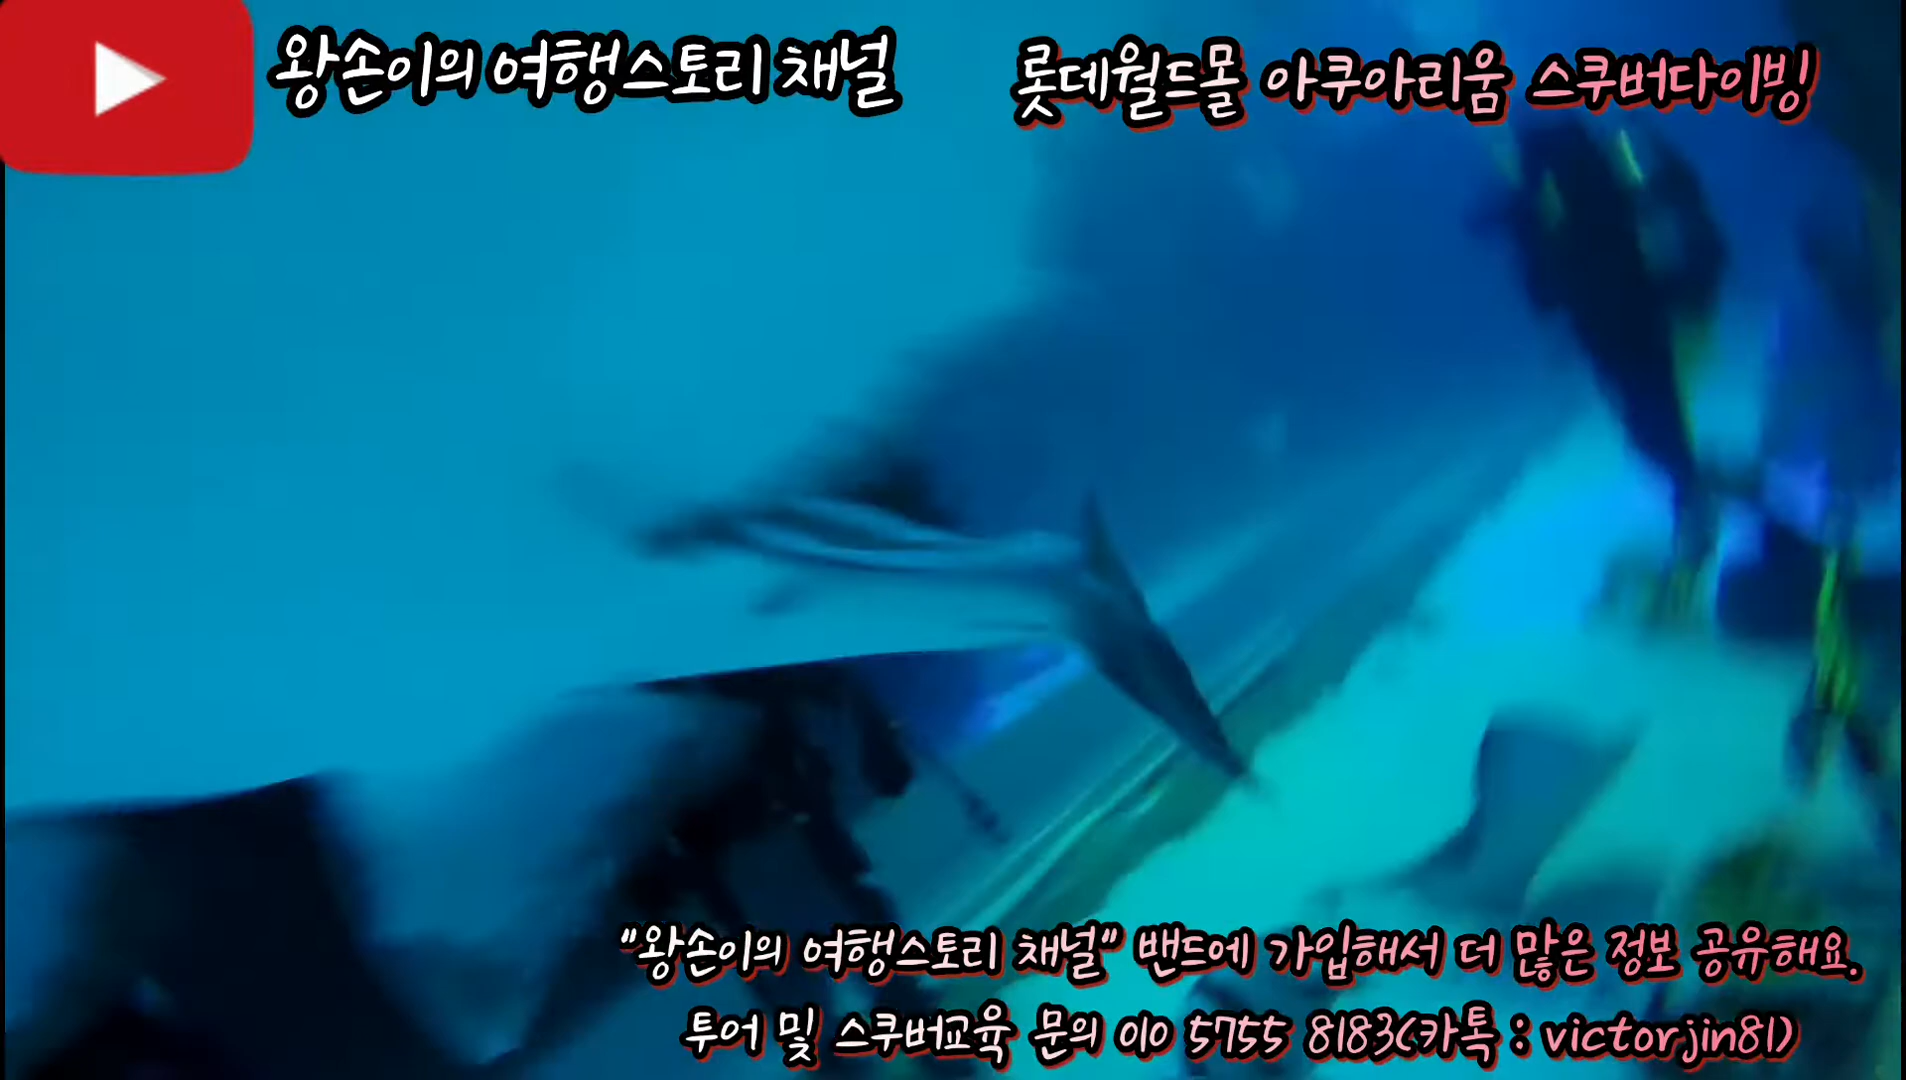 왕손이의 여행스토리 채널
롯데월드몰 아쿠아리움 스쿠버다이빙
"왕손이의 여행스토리 채널" 밴드에 가입해서 더 많은 정보 공유해요.
투어 및 스쿠버교육 문의 010 5755 8183(카톡 : victorjin81)